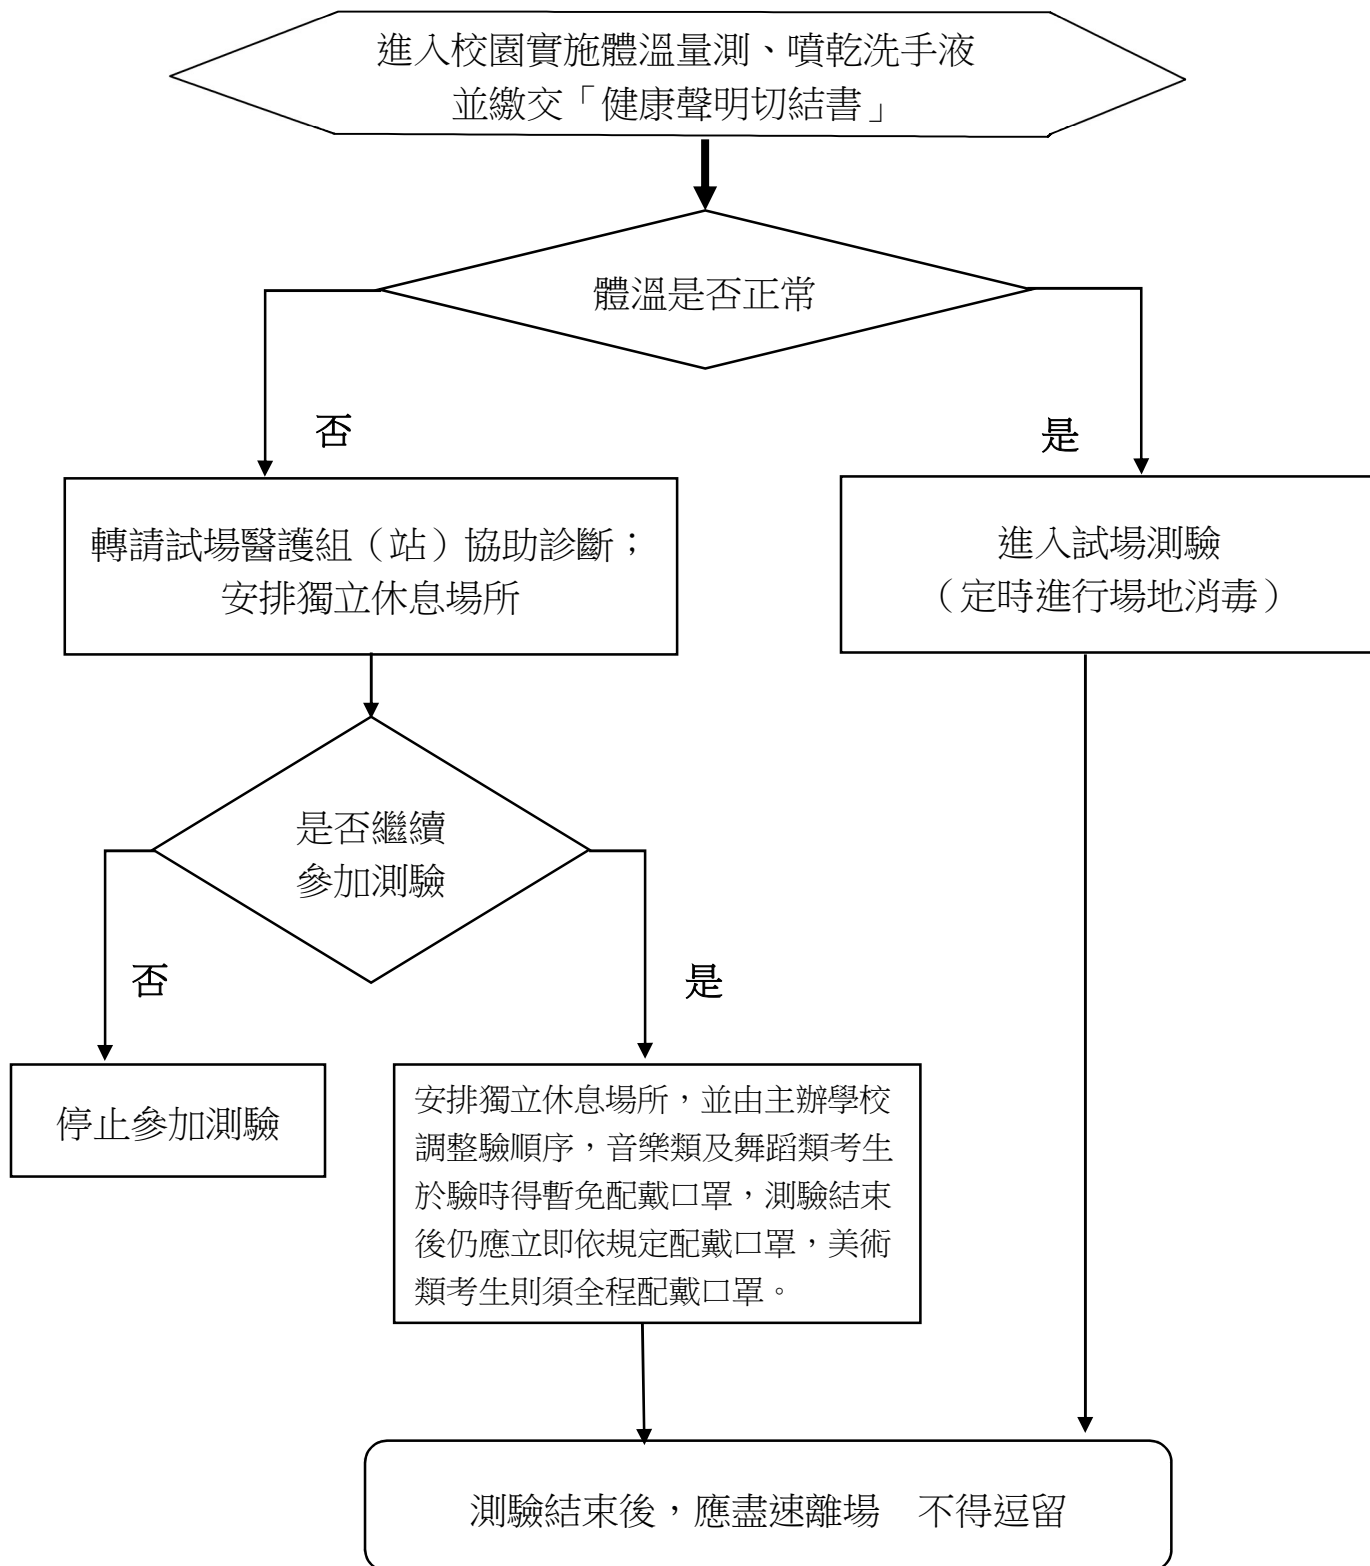 進入校園實施體溫量測、噴乾洗手液
並繳交「健康聲明切結書」
體溫是否正常
否
是
轉請試場醫護組（站）協助診斷；
安排獨立休息場所
進入試場測驗
（定時進行場地消毒）
是否繼續
參加測驗
否
是
停止參加測驗
安排獨立休息場所，並由主辦學校
調整驗順序，音樂類及舞蹈類考生
於驗時得暫免配戴口罩，測驗結束
後仍應立即依規定配戴口罩，美術
類考生則須全程配戴口罩。
測驗結束後，應盡速離場　不得逗留